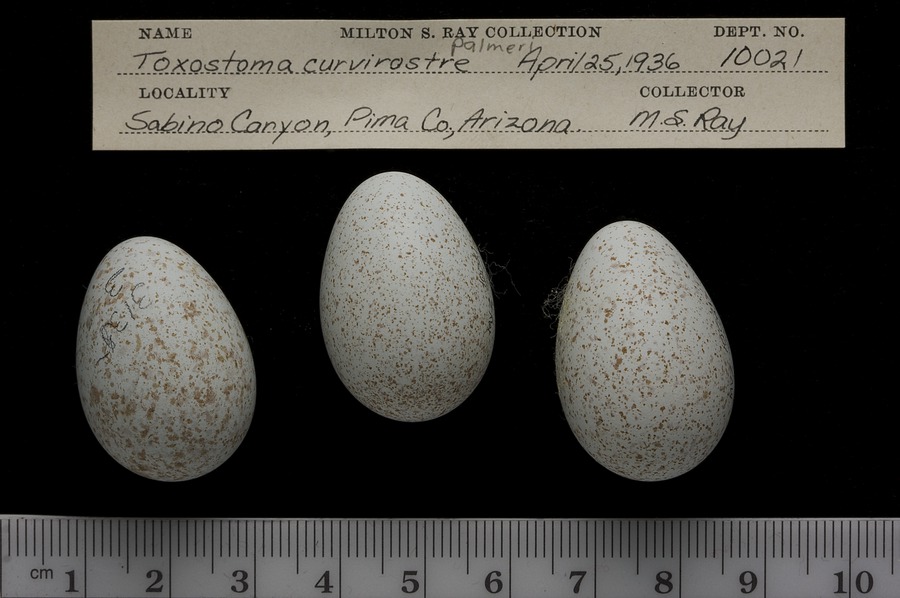 NAME MILTON S. RAY COLLECTION DEPT. NO.
palmeri
Toxostoma curvirostre April 25, 1936 10021
LOCALITY COLLECTOR
Sabino Canyon, Pima Co., Arizona. M.S. Ray
cm 1 2 3 4 5 6 7 8 9 10